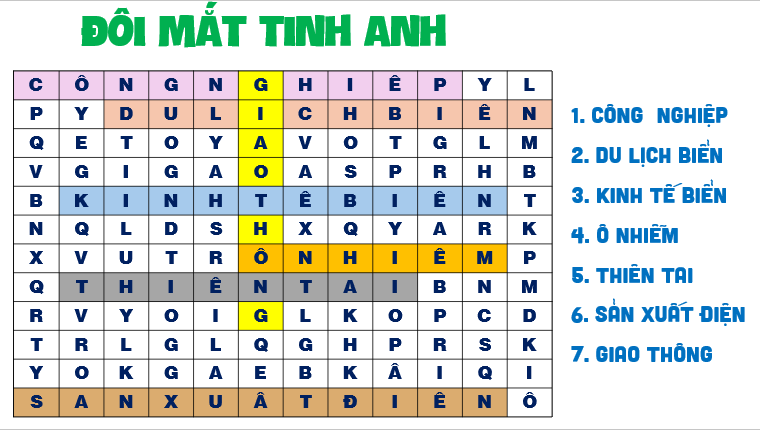 ĐÔI MẮT TINH ANH
C Ô N G N G H I Ê P Y L
P Y D U L I C H B I Ê N
Q E T O Y A V O T G L M
V G I G A O A S P R H B
B K I N H T Ê B I Ê N T
N Q L D S H X Q Y A R K
X V U T R Ô N H I Ê M P
Q T H I Ê N T A I B N M
R V Y O I G L K O P C D
T R L G L Q G H P R S K
Y O K G A E B K Â I Q I
S A N X U Â T Đ I Ê N Ô
1. CÔNG NGHIỆP
2. DU LỊCH BIỂN
3. KINH TẾ BIỂN
4. Ô NHIỄM
5. THIÊN TAI
6. SẢN XUẤT ĐIỆN
7. GIAO THÔNG